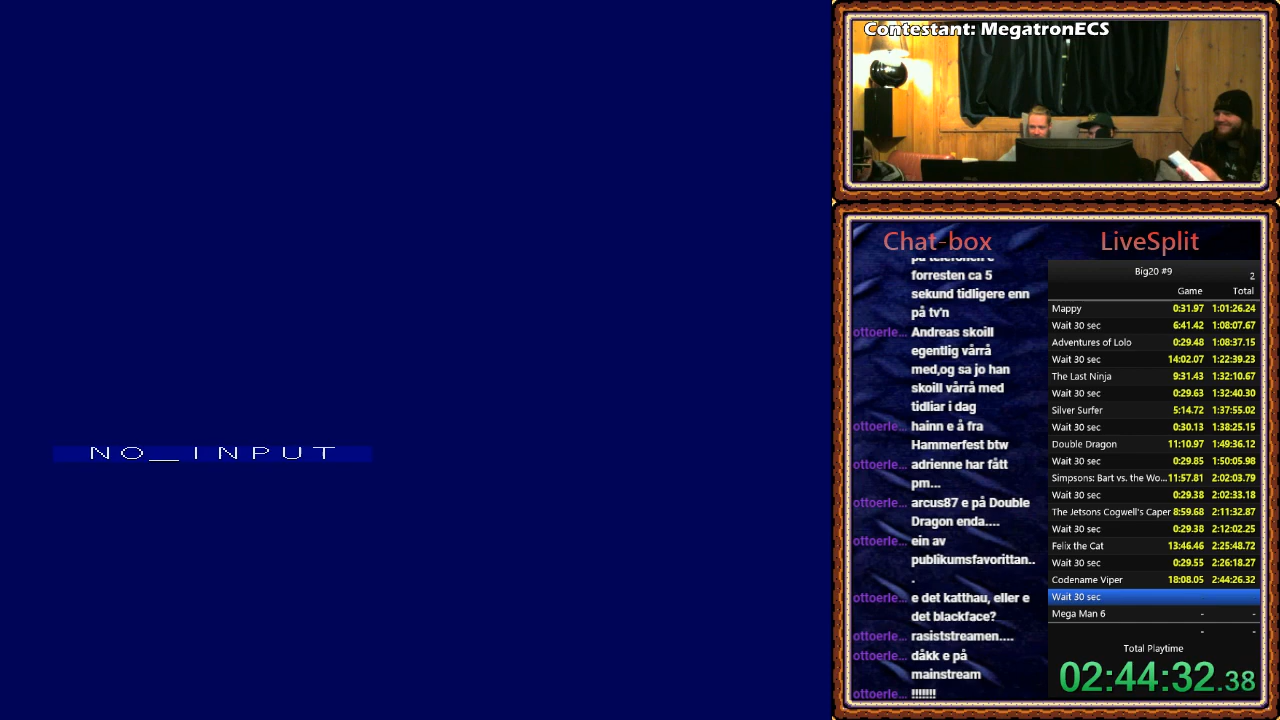 Contestant: MegatronECS
NO_INPUT
Chat-box
på telefonen e
forresten ca 5
sekund tidligere enn
på tv'n
ottoerle... Andreas skoill
egentlig vårrå
med,og sa jo han
skoill vårrå med
tidliar i dag
ottoerle... hainn e å fra
Hammerfest btw
ottoerle... adrienne har fått
pm...
ottoerle... arcus87 e på Double
Dragon enda....
ottoerle... ein av
publikumsfavorittan..
.
ottoerle... e det katthau, eller e
det blackface?
ottoerle... rasiststreamen....
ottoerle... dåkk e på
mainstream
ottoerle... !!!!!!!
LiveSplit
Big20 #9
2
Game Total
Mappy 0:31.97 1:01:26.24
Wait 30 sec 6:41.42 1:08:07.67
Adventures of Lolo 0:29.48 1:08:37.15
Wait 30 sec 14:02.07 1:22:39.23
The Last Ninja 9:31.43 1:32:10.67
Wait 30 sec 0:29.63 1:32:40.30
Silver Surfer 5:14.72 1:37:55.02
Wait 30 sec 0:30.13 1:38:25.15
Double Dragon 11:10.97 1:49:36.12
Wait 30 sec 0:29.85 1:50:05.98
Simpsons: Bart vs. the Wo... 11:57.81 2:02:03.79
Wait 30 sec 0:29.38 2:02:33.18
The Jetsons Cogwell's Caper 8:59.68 2:11:32.87
Wait 30 sec 0:29.38 2:12:02.25
Felix the Cat 13:46.46 2:25:48.72
Wait 30 sec 0:29.55 2:26:18.27
Codename Viper 18:08.05 2:44:26.32
Wait 30 sec
Mega Man 6 - -
- -
Total Playtime
02:44:32.38